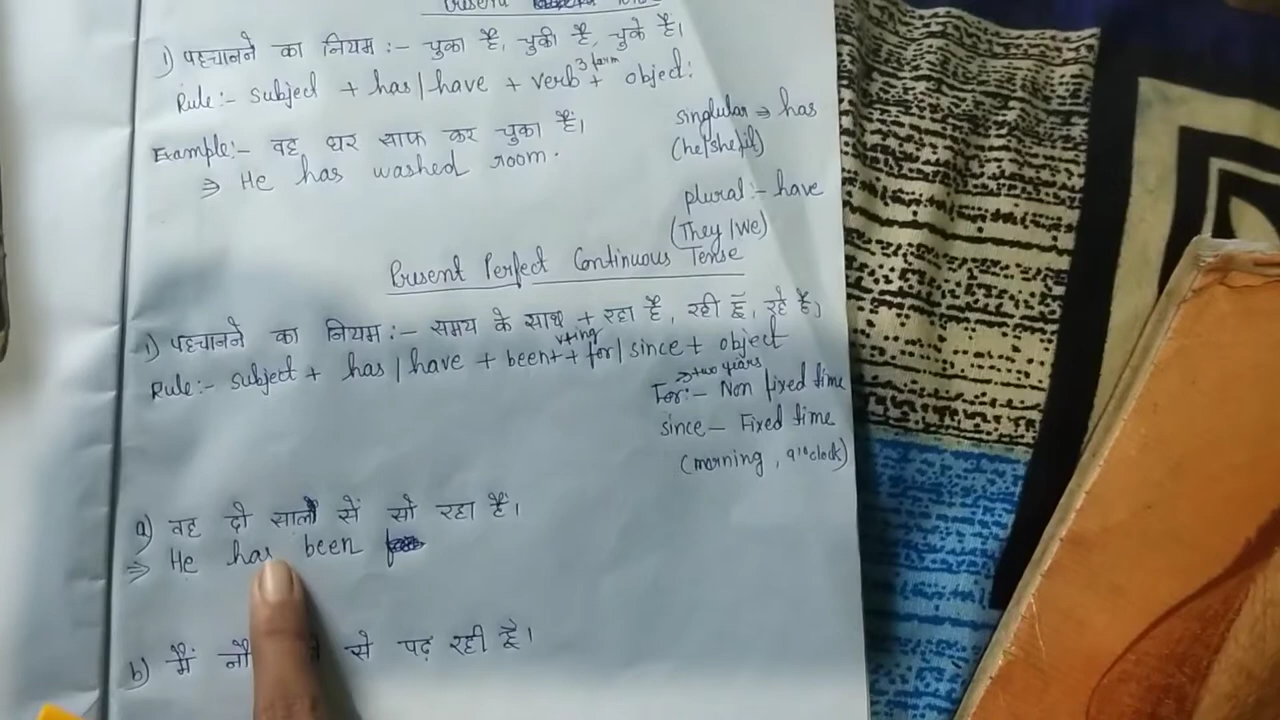 Present
1) पहचानने का नियम :- चुका है, चुकी है, चुके है।
Rule:- subject + has/have + verb 3 form + object:
singlular ⇒ has
(he/she/it)
Example:- वह घर साफ कर चुका है।
⇒ He has washed room.
plural:- have
(They/We)
Present Perfect Continuous Tense
1) पहचानने का नियम :- समय के साथ + रहा है, रही हूँ, रहे है।
Rule:- subject + has/have + been + v+ing + for/since + object
⇒ two years
For:- Non fixed time
since - Fixed time
(morning, 9'o clock)
a) वह दो सालों सें सो रहा है।
⇒ He has been
b) मैं नौ से पढ़ रही हूँ।